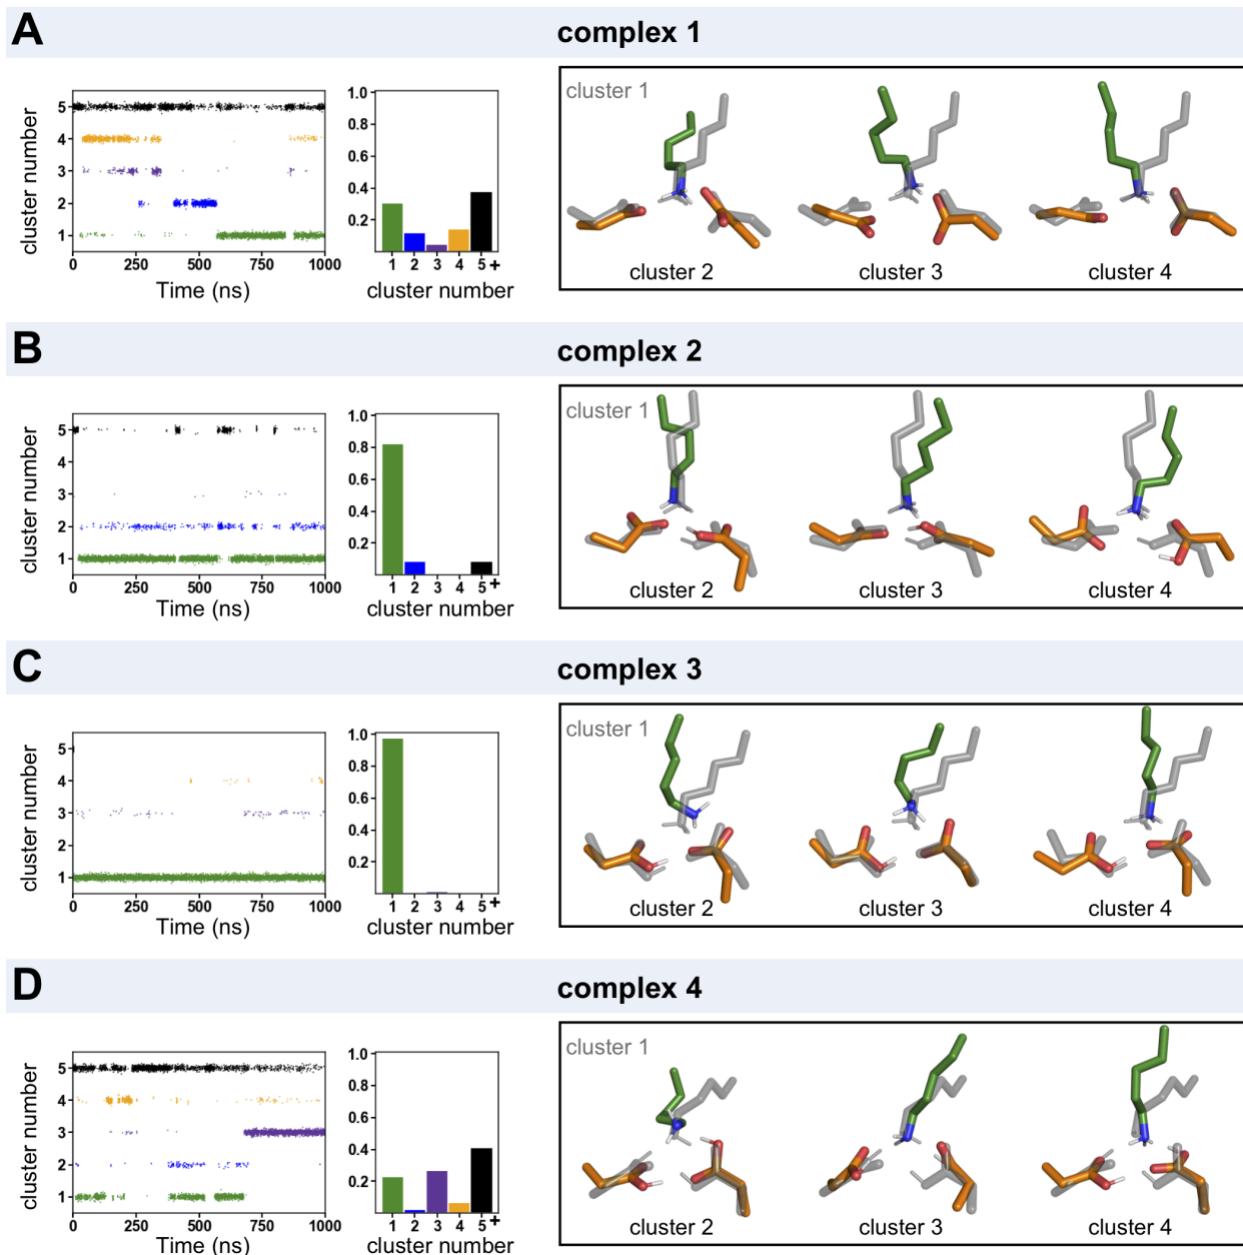 A
complex 1
cluster number
5
4
3
2
1
0
250
500
750
1000
Time (ns)
1.0
0.8
0.6
0.4
0.2
1 2 3 4 5+
cluster number
cluster 1
cluster 2
cluster 3
cluster 4
B
complex 2
cluster number
5
4
3
2
1
0
250
500
750
1000
Time (ns)
1.0
0.8
0.6
0.4
0.2
1 2 3 4 5+
cluster number
cluster 1
cluster 2
cluster 3
cluster 4
C
complex 3
cluster number
5
4
3
2
1
0
250
500
750
1000
Time (ns)
1.0
0.8
0.6
0.4
0.2
1 2 3 4 5+
cluster number
cluster 1
cluster 2
cluster 3
cluster 4
D
complex 4
cluster number
5
4
3
2
1
0
250
500
750
1000
Time (ns)
1.0
0.8
0.6
0.4
0.2
1 2 3 4 5+
cluster number
cluster 1
cluster 2
cluster 3
cluster 4